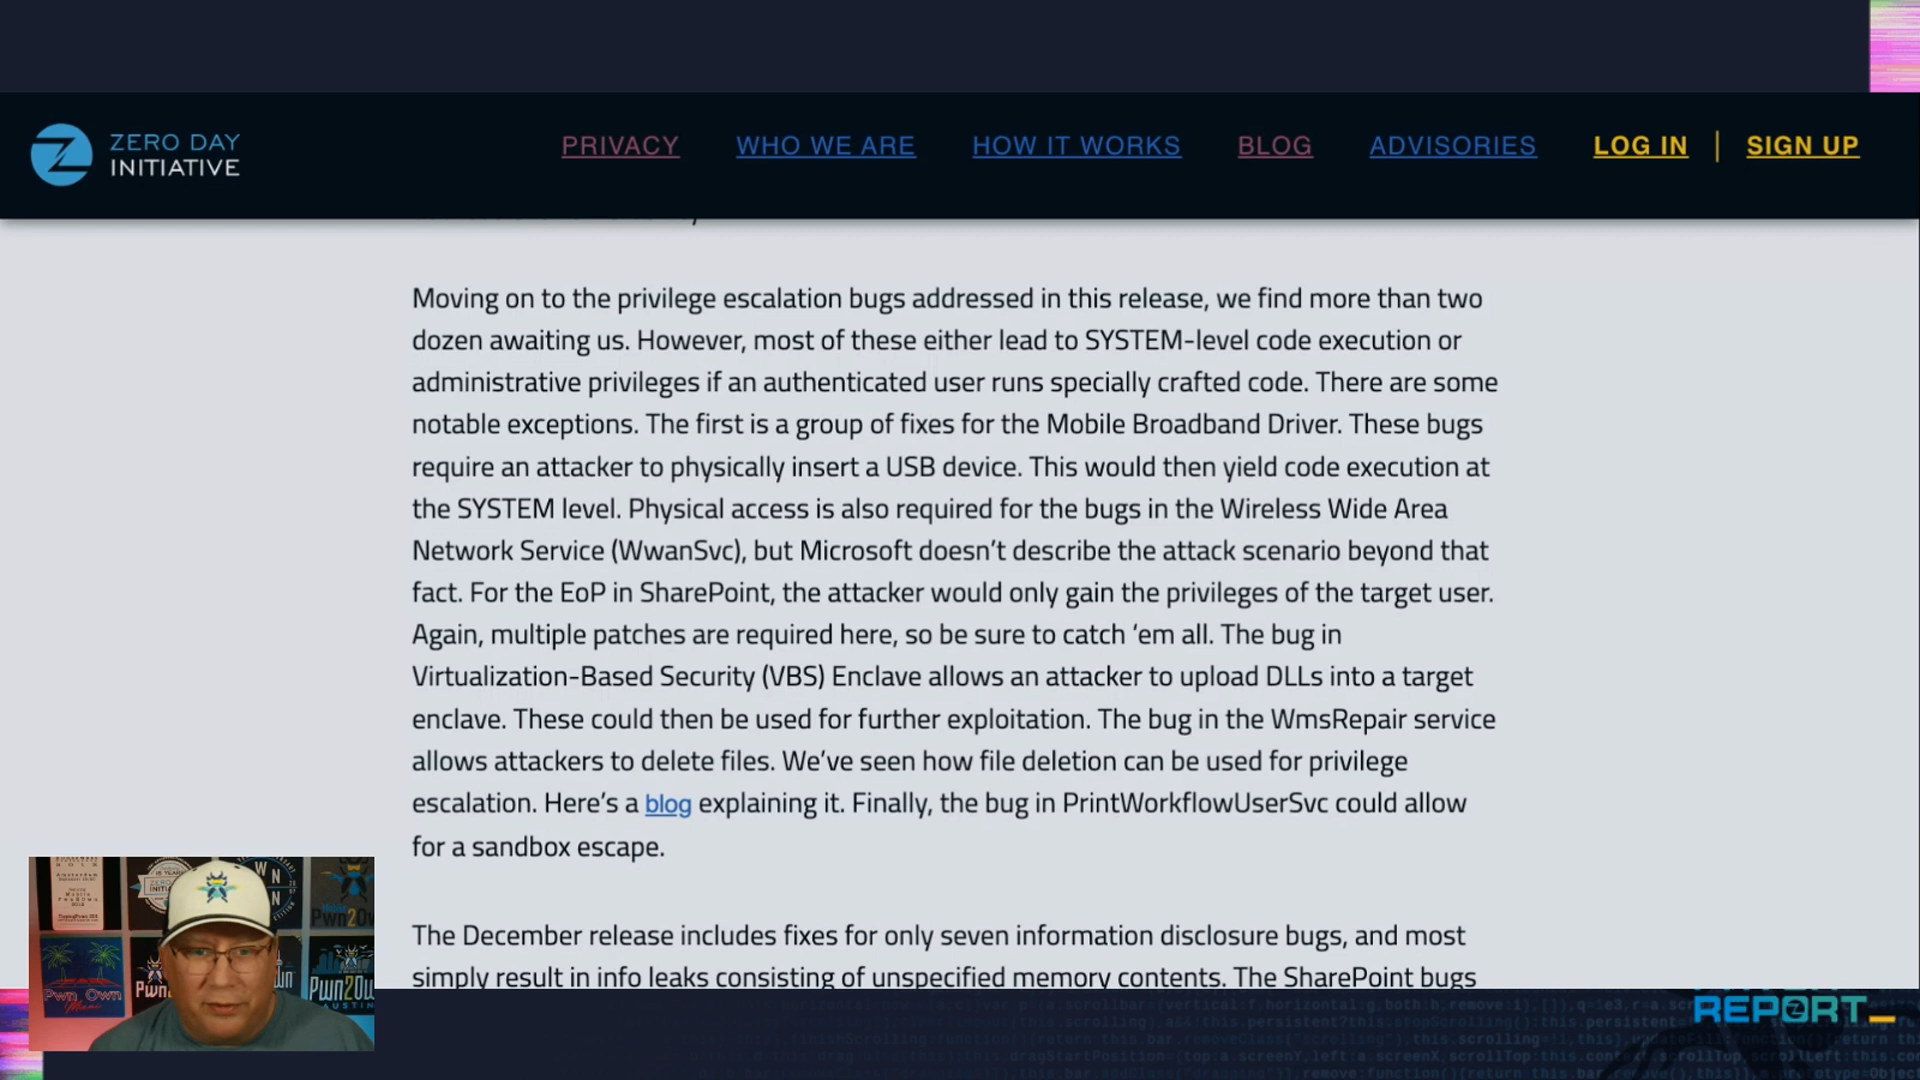 ZERO DAY
INITIATIVE
PRIVACY
WHO WE ARE
HOW IT WORKS
BLOG
ADVISORIES
LOG IN | SIGN UP
Moving on to the privilege escalation bugs addressed in this release, we find more than two
dozen awaiting us. However, most of these either lead to SYSTEM-level code execution or
administrative privileges if an authenticated user runs specially crafted code. There are some
notable exceptions. The first is a group of fixes for the Mobile Broadband Driver. These bugs
require an attacker to physically insert a USB device. This would then yield code execution at
the SYSTEM level. Physical access is also required for the bugs in the Wireless Wide Area
Network Service (WwanSvc), but Microsoft doesn’t describe the attack scenario beyond that
fact. For the EoP in SharePoint, the attacker would only gain the privileges of the target user.
Again, multiple patches are required here, so be sure to catch ‘em all. The bug in
Virtualization-Based Security (VBS) Enclave allows an attacker to upload DLLs into a target
enclave. These could then be used for further exploitation. The bug in the WmsRepair service
allows attackers to delete files. We’ve seen how file deletion can be used for privilege
escalation. Here’s a blog explaining it. Finally, the bug in PrintWorkflowUserSvc could allow
for a sandbox escape.
The December release includes fixes for only seven information disclosure bugs, and most
simply result in info leaks consisting of unspecified memory contents. The SharePoint bugs
Pwn2Own
Miami
Pwn2Own
AUSTIN
REPORT_